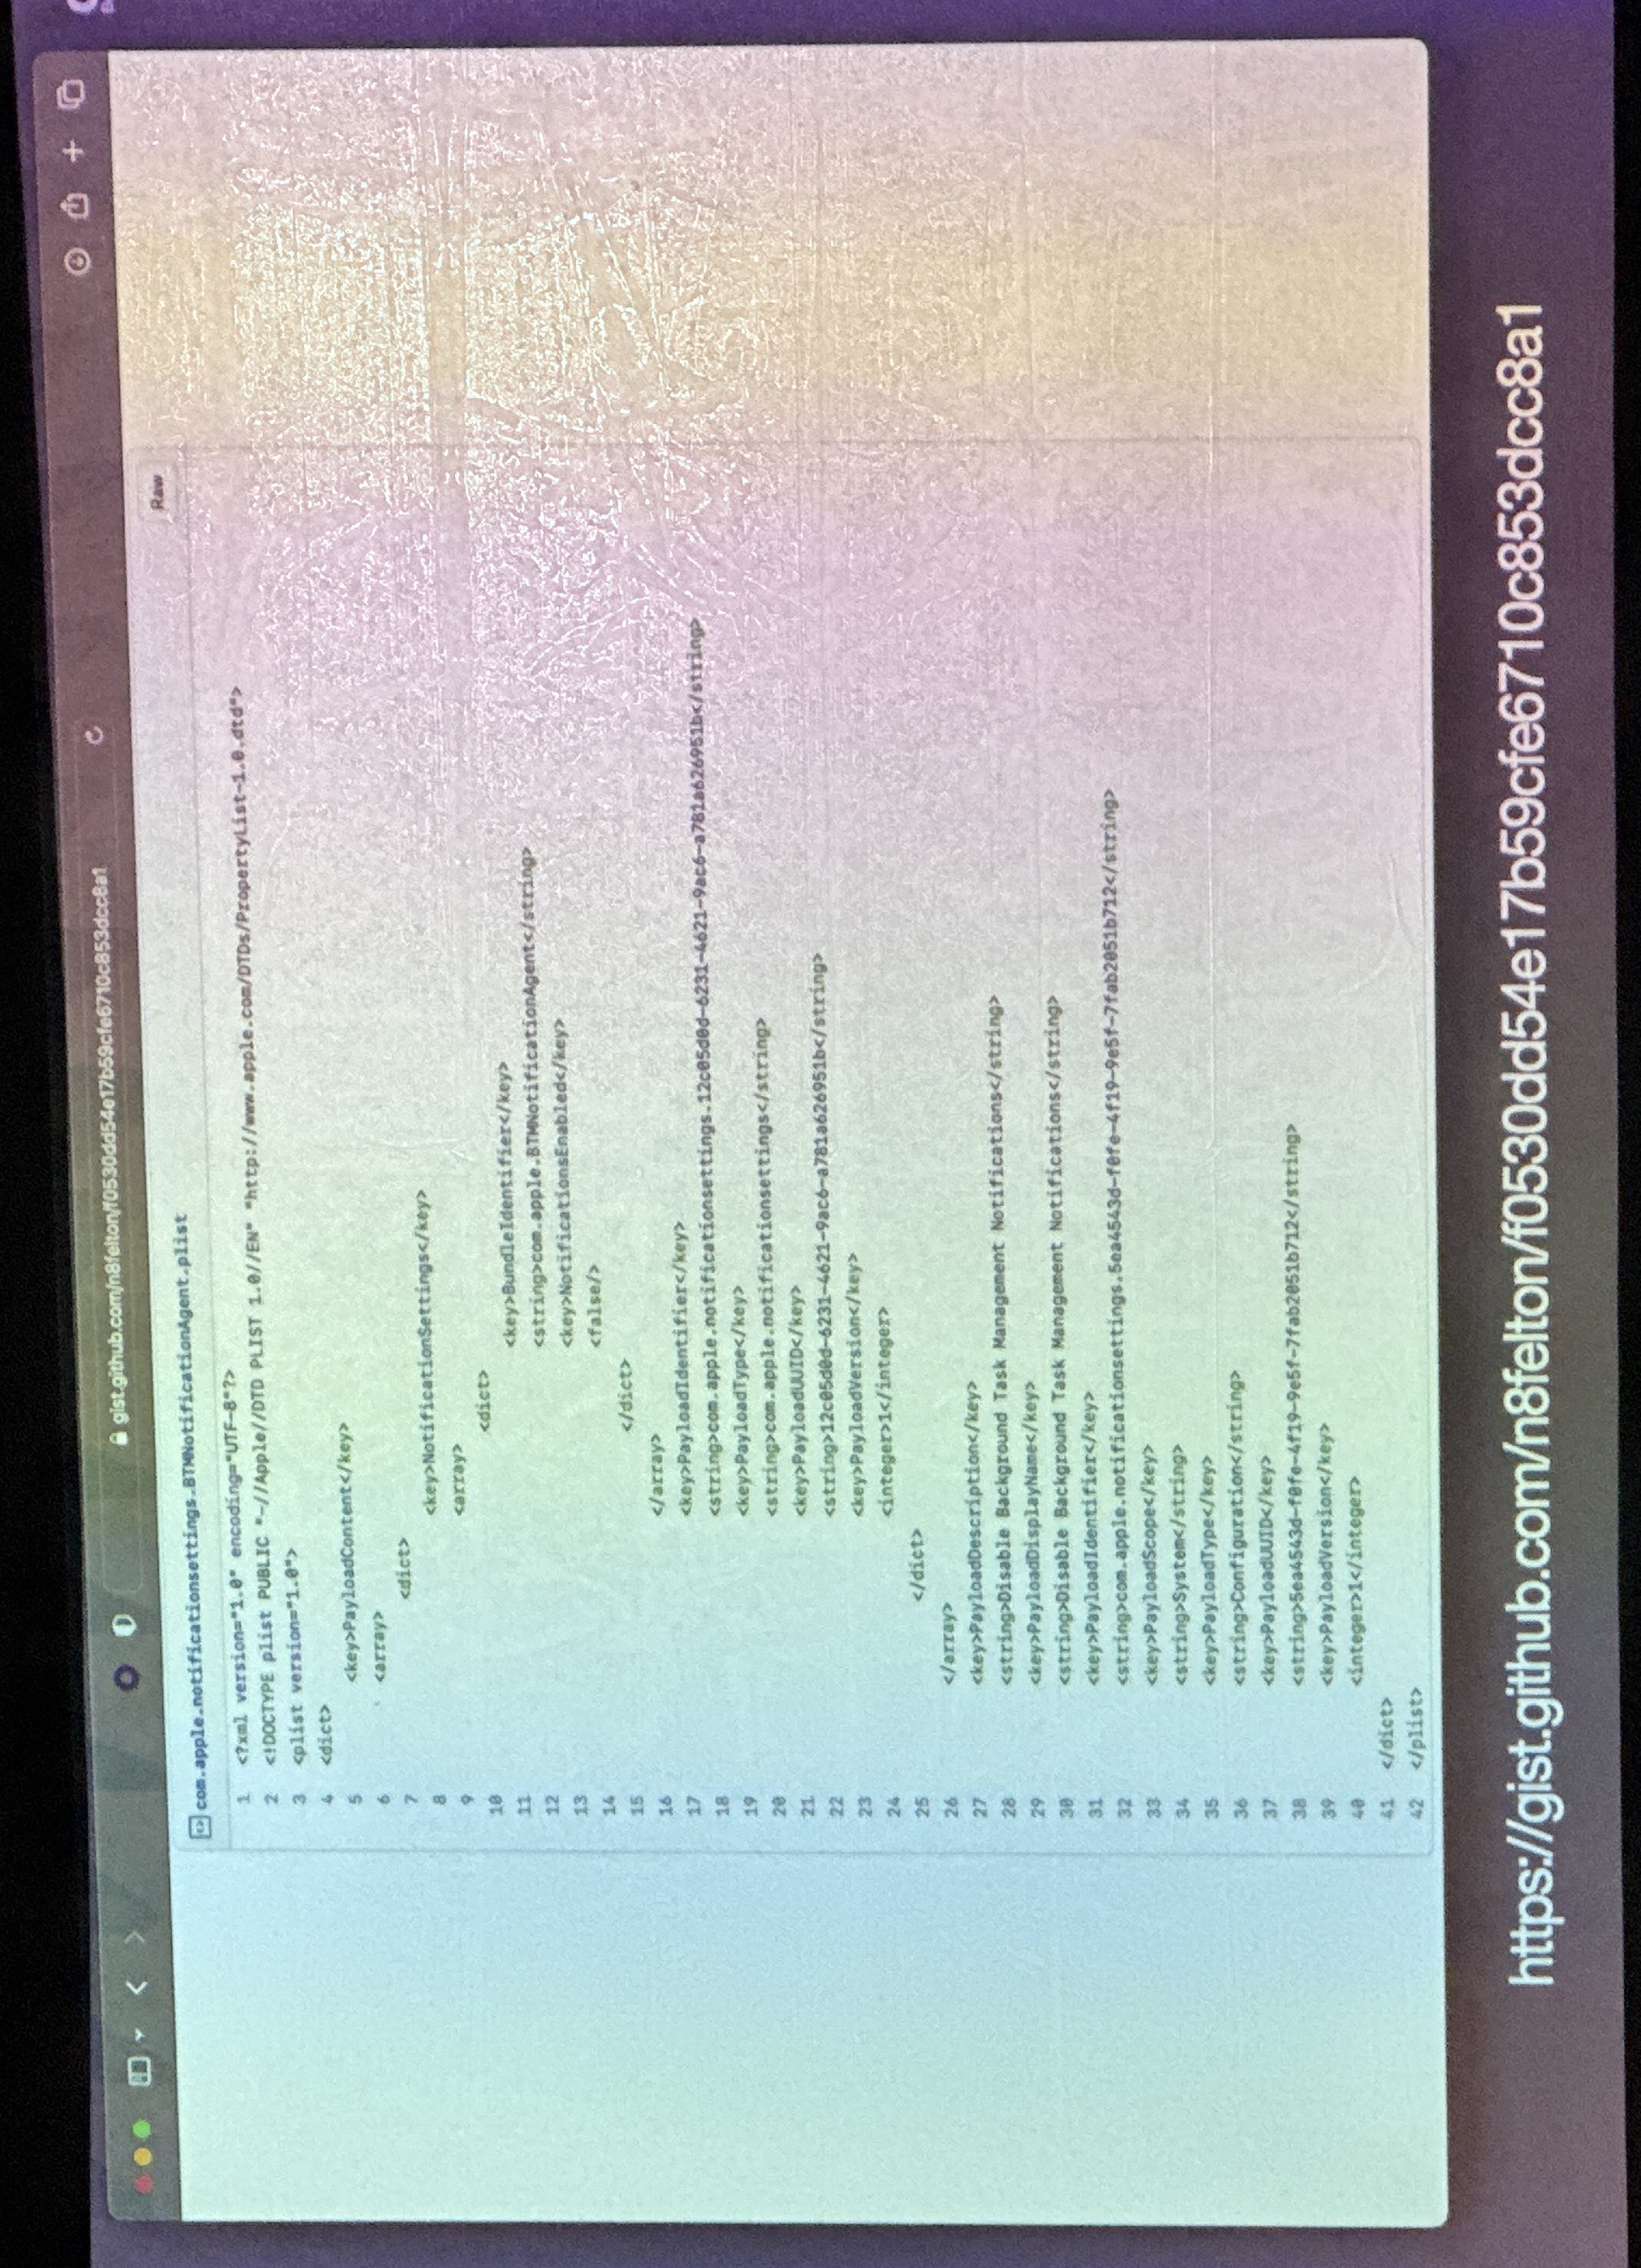 gist.github.com/n8felton/f0530dd54e17b59cfe6710c853dcc8a1
Raw
com.apple.notificationsettings.BTMNotificationAgent.plist
1 <?xml version="1.0" encoding="UTF-8"?>
2 <!DOCTYPE plist PUBLIC "-//Apple//DTD PLIST 1.0//EN" "http://www.apple.com/DTDs/PropertyList-1.0.dtd">
3 <plist version="1.0">
4 <dict>
5 <key>PayloadContent</key>
6 <array>
7 <dict>
8 <key>NotificationSettings</key>
9 <array>
10 <dict>
11 <key>BundleIdentifier</key>
12 <string>com.apple.BTMNotificationAgent</string>
13 <key>NotificationsEnabled</key>
14 <false/>
15 </dict>
16 </array>
17 <key>PayloadIdentifier</key>
18 <string>com.apple.notificationsettings.12c05d0d-6231-4621-9ac6-a781a626951b</string>
19 <key>PayloadType</key>
20 <string>com.apple.notificationsettings</string>
21 <key>PayloadUUID</key>
22 <string>12c05d0d-6231-4621-9ac6-a781a626951b</string>
23 <key>PayloadVersion</key>
24 <integer>1</integer>
25 </dict>
26 </array>
27 <key>PayloadDescription</key>
28 <string>Disable Background Task Management Notifications</string>
29 <key>PayloadDisplayName</key>
30 <string>Disable Background Task Management Notifications</string>
31 <key>PayloadIdentifier</key>
32 <string>com.apple.notificationsettings.5ea4543d-f0fe-4f19-9e5f-7fab2051b712</string>
33 <key>PayloadScope</key>
34 <string>System</string>
35 <key>PayloadType</key>
36 <string>Configuration</string>
37 <key>PayloadUUID</key>
38 <string>5ea4543d-f0fe-4f19-9e5f-7fab2051b712</string>
39 <key>PayloadVersion</key>
40 <integer>1</integer>
41 </dict>
42 </plist>
https://gist.github.com/n8felton/f0530dd54e17b59cfe6710c853dcc8a1